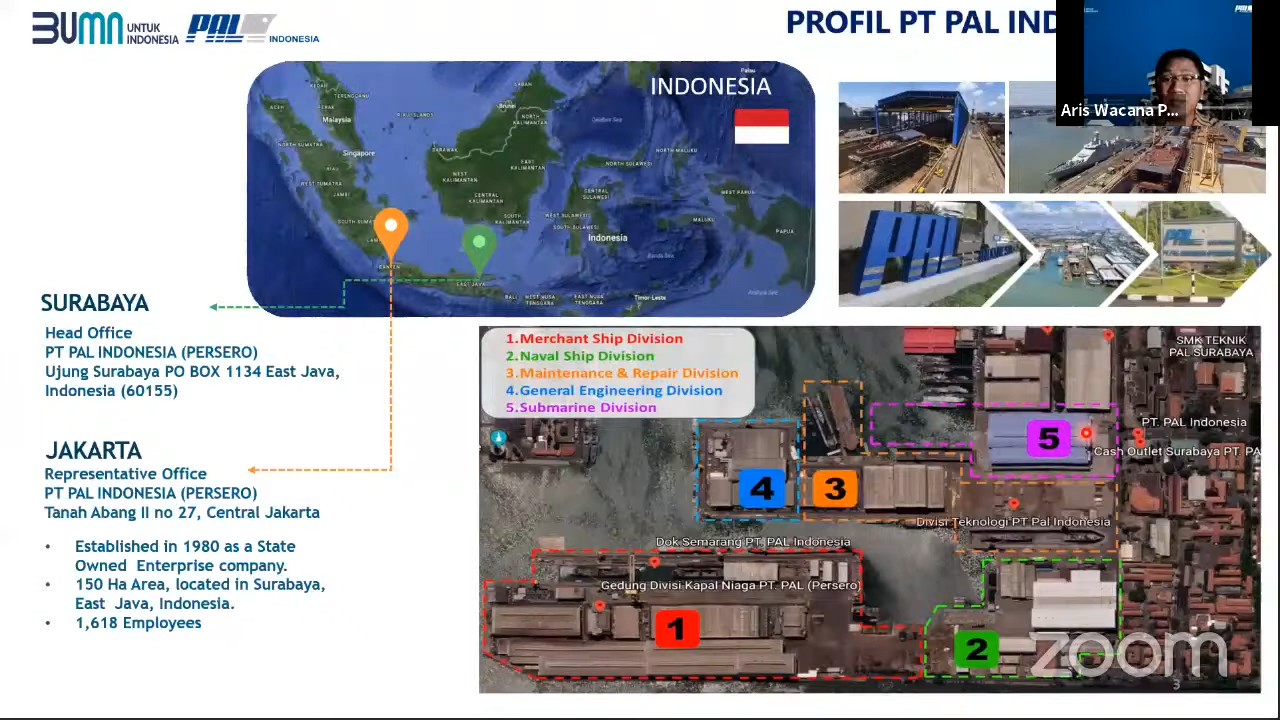 BUMN UNTUK INDONESIA
PAL INDONESIA
PROFIL PT PAL IND
Aris Wacana P...
INDONESIA
Malaysia
Singapore
Indonesia
Timor-Leste
SURABAYA
Head Office
PT PAL INDONESIA (PERSERO)
Ujung Surabaya PO BOX 1134 East Java,
Indonesia (60155)
JAKARTA
Representative Office
PT PAL INDONESIA (PERSERO)
Tanah Abang II no 27, Central Jakarta
• Established in 1980 as a State
Owned Enterprise company.
• 150 Ha Area, located in Surabaya,
East Java, Indonesia.
• 1,618 Employees
1.Merchant Ship Division
2.Naval Ship Division
3.Maintenance & Repair Division
4.General Engineering Division
5.Submarine Division
SMK TEKNIK
PAL SURABAYA
PT. PAL Indonesia
Cash Outlet Surabaya PT. PA
5
4
3
Divisi Teknologi PT Pal Indonesia
Dok Semarang PT. PAL Indonesia
Gedung Divisi Kapal Niaga PT. PAL (Persero)
1
2
zoom
3